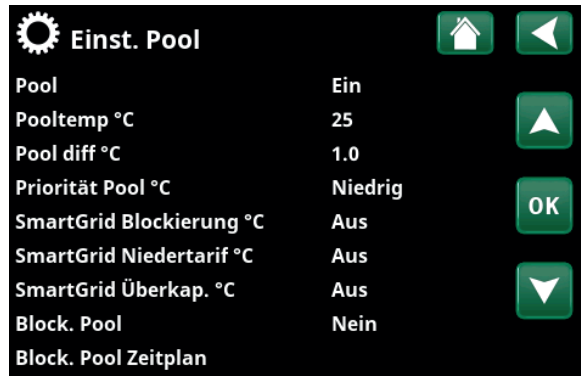 Einst. Pool
Pool Ein
Pooltemp °C 25
Pool diff °C 1.0
Priorität Pool °C Niedrig
SmartGrid Blockierung °C Aus
SmartGrid Niedertarif °C Aus
SmartGrid Überkap. °C Aus
Block. Pool Nein
Block. Pool Zeitplan
OK